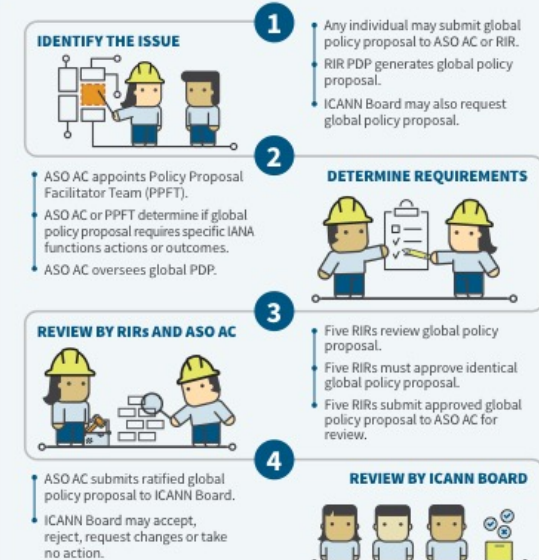 1
IDENTIFY THE ISSUE
Any individual may submit global
policy proposal to ASO AC or RIR.
RIR PDP generates global policy
proposal.
ICANN Board may also request
global policy proposal.
2
DETERMINE REQUIREMENTS
ASO AC appoints Policy Proposal
Facilitator Team (PPFT).
ASO AC or PPFT determine if global
policy proposal requires specific IANA
functions actions or outcomes.
ASO AC oversees global PDP.
3
REVIEW BY RIRs AND ASO AC
Five RIRs review global policy
proposal.
Five RIRs must approve identical
global policy proposal.
Five RIRs submit approved global
policy proposal to ASO AC for
review.
4
REVIEW BY ICANN BOARD
ASO AC submits ratified global
policy proposal to ICANN Board.
ICANN Board may accept,
reject, request changes or take
no action.